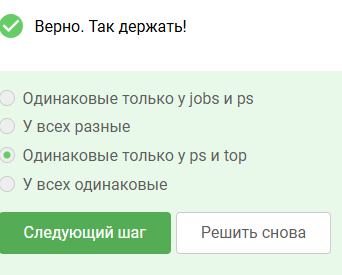 Верно. Так держать!
Одинаковые только у jobs и ps
У всех разные
Одинаковые только у ps и top
У всех одинаковые
Следующий шаг
Решить снова